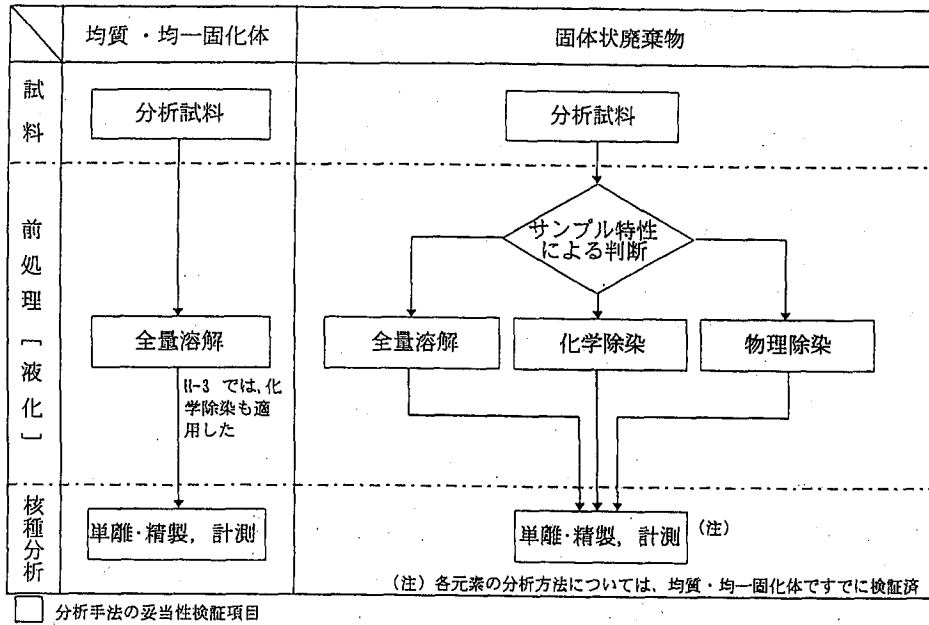 均質・均一固化体
固体状廃棄物
試料
分析試料
分析試料
前処理［液化］
サンプル特性
による判断
全量溶解
全量溶解
化学除染
物理除染
H-3 では、化
学除染も適
用した
核種分析
単離・精製，計測
単離・精製，計測
(注)
(注) 各元素の分析方法については、均質・均一固化体ですでに検証済
分析手法の妥当性検証項目